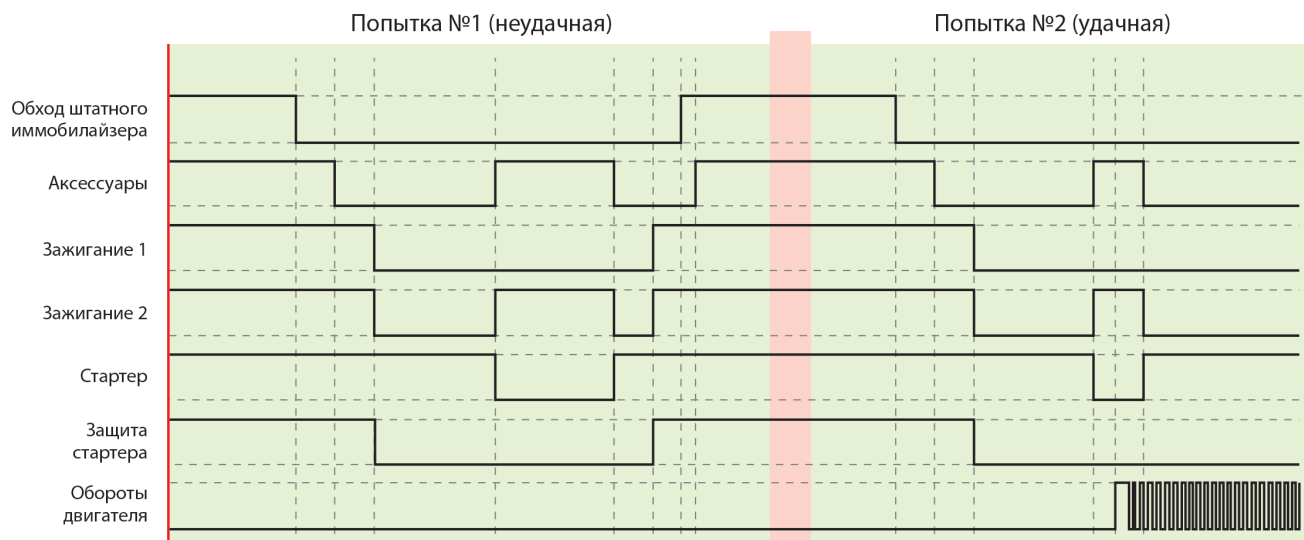 Попытка №1 (неудачная)
Попытка №2 (удачная)
Обход штатного
иммобилайзера
Аксессуары
Зажигание 1
Зажигание 2
Стартер
Защита
стартера
Обороты
двигателя